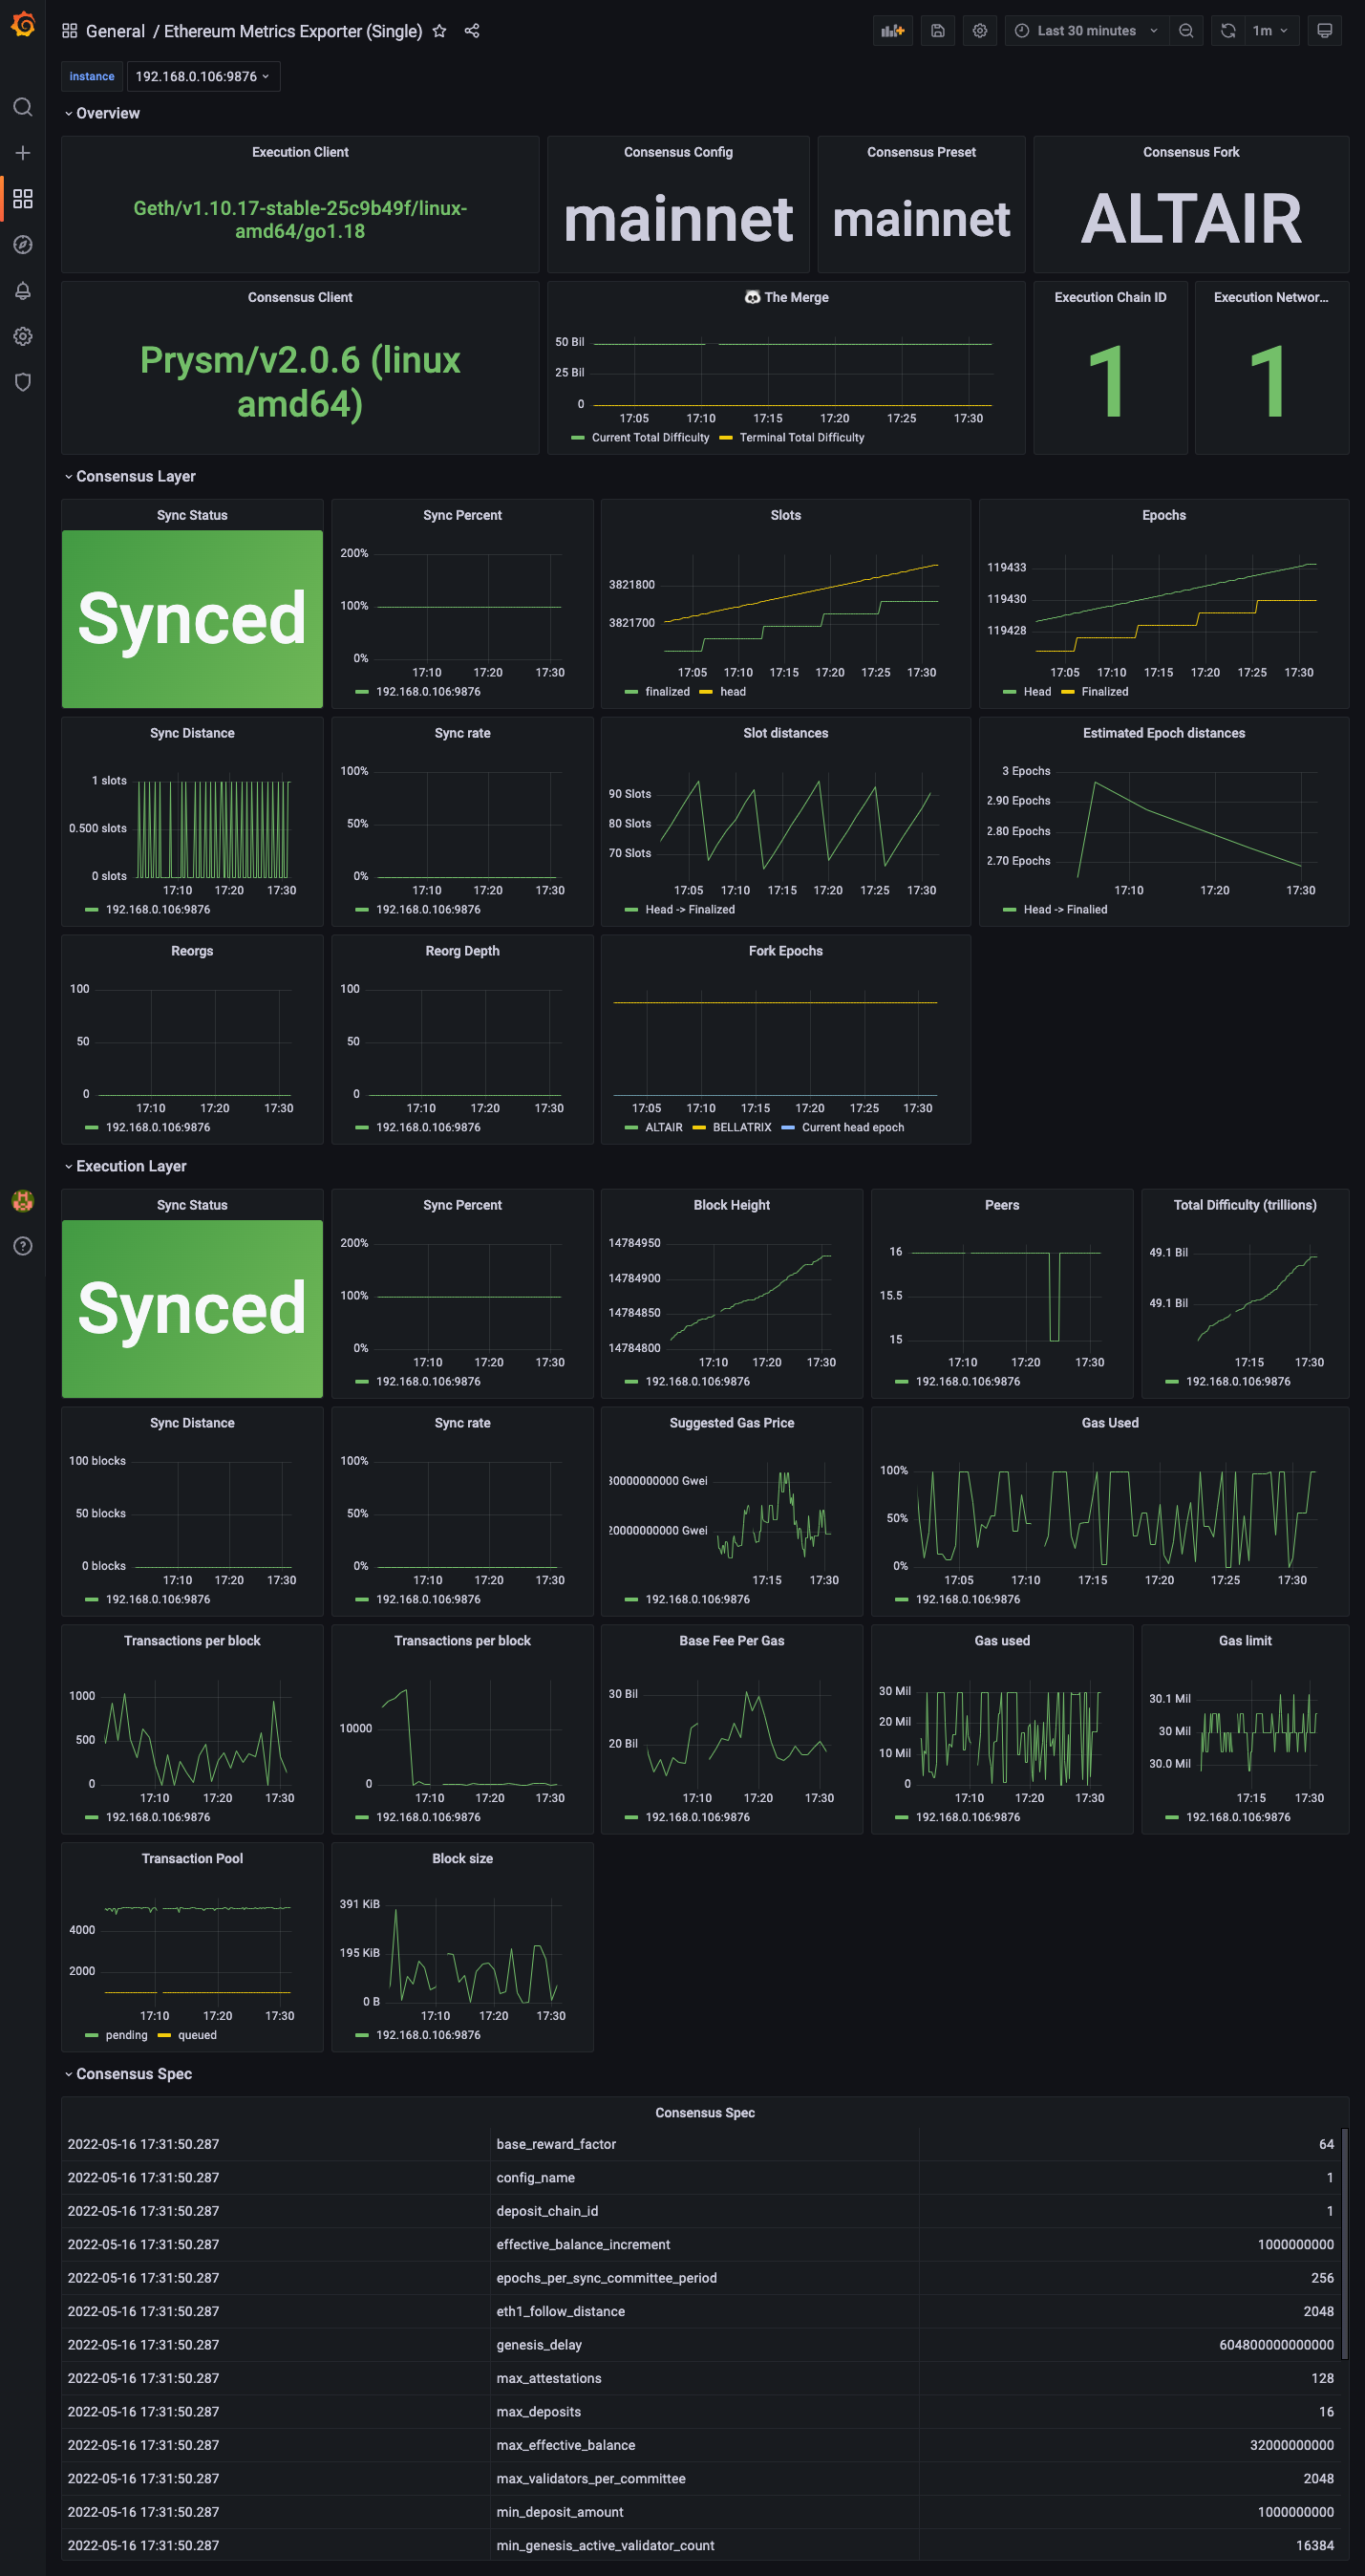 General / Ethereum Metrics Exporter (Single)
Last 30 minutes
1m
instance 192.168.0.106:9876
Overview
Execution Client
Geth/v1.10.17-stable-25c9b49f/linux-
amd64/go1.18
Consensus Config
mainnet
Consensus Preset
mainnet
Consensus Fork
ALTAIR
Consensus Client
Prysm/v2.0.6 (linux
amd64)
The Merge
50 Bil
25 Bil
0
17:05 17:10 17:15 17:20 17:25 17:30
Current Total Difficulty Terminal Total Difficulty
Execution Chain ID
1
Execution Networ...
1
Consensus Layer
Sync Status
Synced
Sync Percent
200%
100%
0%
17:10 17:20 17:30
192.168.0.106:9876
Slots
3821800
3821700
17:05 17:10 17:15 17:20 17:25 17:30
finalized head
Epochs
119433
119430
119428
17:05 17:10 17:15 17:20 17:25 17:30
Head Finalized
Sync Distance
1 slots
0.500 slots
0 slots
17:10 17:20 17:30
192.168.0.106:9876
Sync rate
100%
50%
0%
17:10 17:20 17:30
192.168.0.106:9876
Slot distances
90 Slots
80 Slots
70 Slots
17:05 17:10 17:15 17:20 17:25 17:30
Head -> Finalized
Estimated Epoch distances
3 Epochs
2.90 Epochs
2.80 Epochs
2.70 Epochs
17:10 17:20 17:30
Head -> Finalied
Reorgs
100
50
0
17:10 17:20 17:30
192.168.0.106:9876
Reorg Depth
100
50
0
17:10 17:20 17:30
192.168.0.106:9876
Fork Epochs
17:05 17:10 17:15 17:20 17:25 17:30
ALTAIR BELLATRIX Current head epoch
Execution Layer
Sync Status
Synced
Sync Percent
200%
100%
0%
17:10 17:20 17:30
192.168.0.106:9876
Block Height
14784950
14784900
14784850
14784800
17:10 17:20 17:30
192.168.0.106:9876
Peers
16
15.5
15
17:10 17:20 17:30
192.168.0.106:9876
Total Difficulty (trillions)
49.1 Bil
49.1 Bil
17:15 17:30
192.168.0.106:9876
Sync Distance
100 blocks
50 blocks
0 blocks
17:10 17:20 17:30
192.168.0.106:9876
Sync rate
100%
50%
0%
17:10 17:20 17:30
192.168.0.106:9876
Suggested Gas Price
30000000000 Gwei
20000000000 Gwei
17:15 17:30
192.168.0.106:9876
Gas Used
100%
50%
0%
17:05 17:10 17:15 17:20 17:25 17:30
192.168.0.106:9876
Transactions per block
1000
500
0
17:10 17:20 17:30
192.168.0.106:9876
Transactions per block
10000
0
17:10 17:20 17:30
192.168.0.106:9876
Base Fee Per Gas
30 Bil
20 Bil
17:10 17:20 17:30
192.168.0.106:9876
Gas used
30 Mil
20 Mil
10 Mil
0
17:10 17:20 17:30
192.168.0.106:9876
Gas limit
30.1 Mil
30 Mil
30.0 Mil
17:15 17:30
192.168.0.106:9876
Transaction Pool
4000
2000
17:10 17:20 17:30
pending queued
Block size
391 KiB
195 KiB
0 B
17:10 17:20 17:30
192.168.0.106:9876
Consensus Spec
Consensus Spec
2022-05-16 17:31:50.287 base_reward_factor 64
2022-05-16 17:31:50.287 config_name 1
2022-05-16 17:31:50.287 deposit_chain_id 1
2022-05-16 17:31:50.287 effective_balance_increment 1000000000
2022-05-16 17:31:50.287 epochs_per_sync_committee_period 256
2022-05-16 17:31:50.287 eth1_follow_distance 2048
2022-05-16 17:31:50.287 genesis_delay 604800000000000
2022-05-16 17:31:50.287 max_attestations 128
2022-05-16 17:31:50.287 max_deposits 16
2022-05-16 17:31:50.287 max_effective_balance 32000000000
2022-05-16 17:31:50.287 max_validators_per_committee 2048
2022-05-16 17:31:50.287 min_deposit_amount 1000000000
2022-05-16 17:31:50.287 min_genesis_active_validator_count 16384